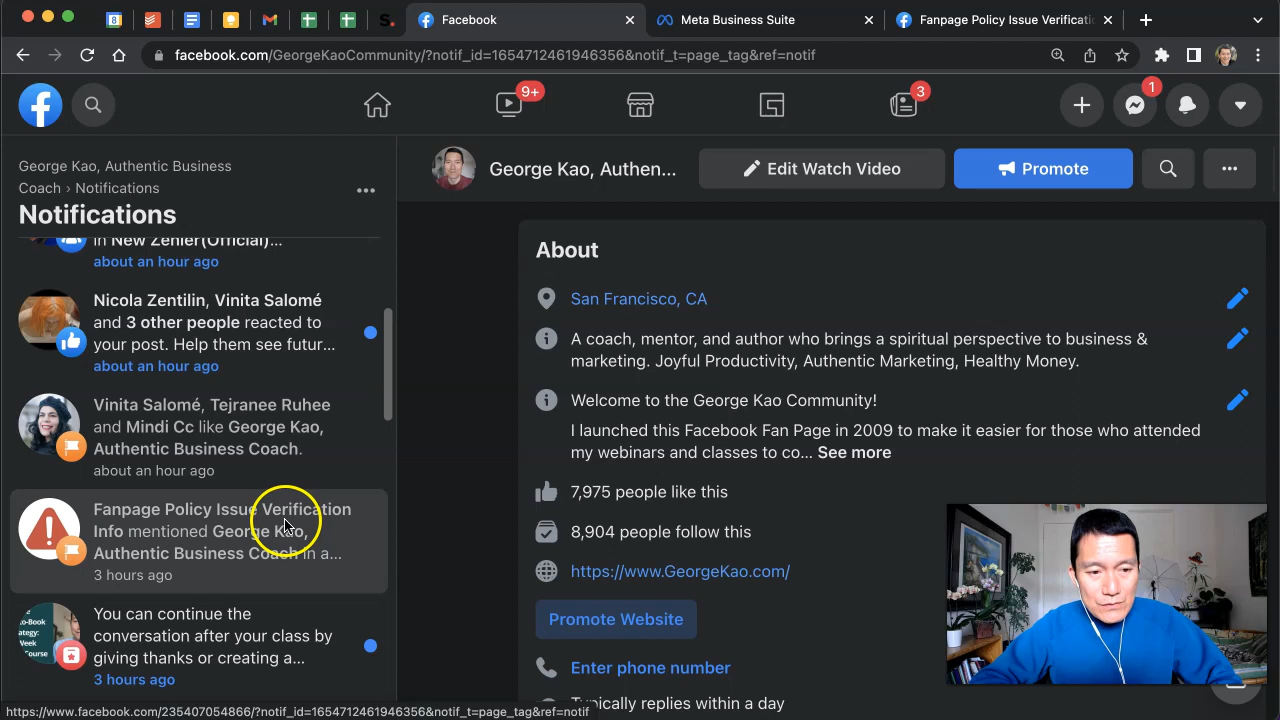 8
S.
Facebook
Meta Business Suite
Fanpage Policy Issue Verificati
facebook.com/GeorgeKaoCommunity/?notif_id=1654712461946356&notif_t=page_tag&ref=notif
9+
3
1
George Kao, Authentic Business
Coach › Notifications
Notifications
in New Zenler(Official)...
about an hour ago
Nicola Zentilin, Vinita Salomé
and 3 other people reacted to
your post. Help them see futur...
about an hour ago
Vinita Salomé, Tejranee Ruhee
and Mindi Cc like George Kao,
Authentic Business Coach.
about an hour ago
Fanpage Policy Issue Verification
Info mentioned George Kao,
Authentic Business Coach in a...
3 hours ago
You can continue the
conversation after your class by
giving thanks or creating a...
3 hours ago
https://www.facebook.com/235407054866/?notif_id=1654712461946356&notif_t=page_tag&ref=notif
George Kao, Authen...
Edit Watch Video
Promote
About
San Francisco, CA
A coach, mentor, and author who brings a spiritual perspective to business &
marketing. Joyful Productivity, Authentic Marketing, Healthy Money.
Welcome to the George Kao Community!
I launched this Facebook Fan Page in 2009 to make it easier for those who attended
my webinars and classes to co... See more
7,975 people like this
8,904 people follow this
https://www.GeorgeKao.com/
Promote Website
Enter phone number
Typically replies within a day